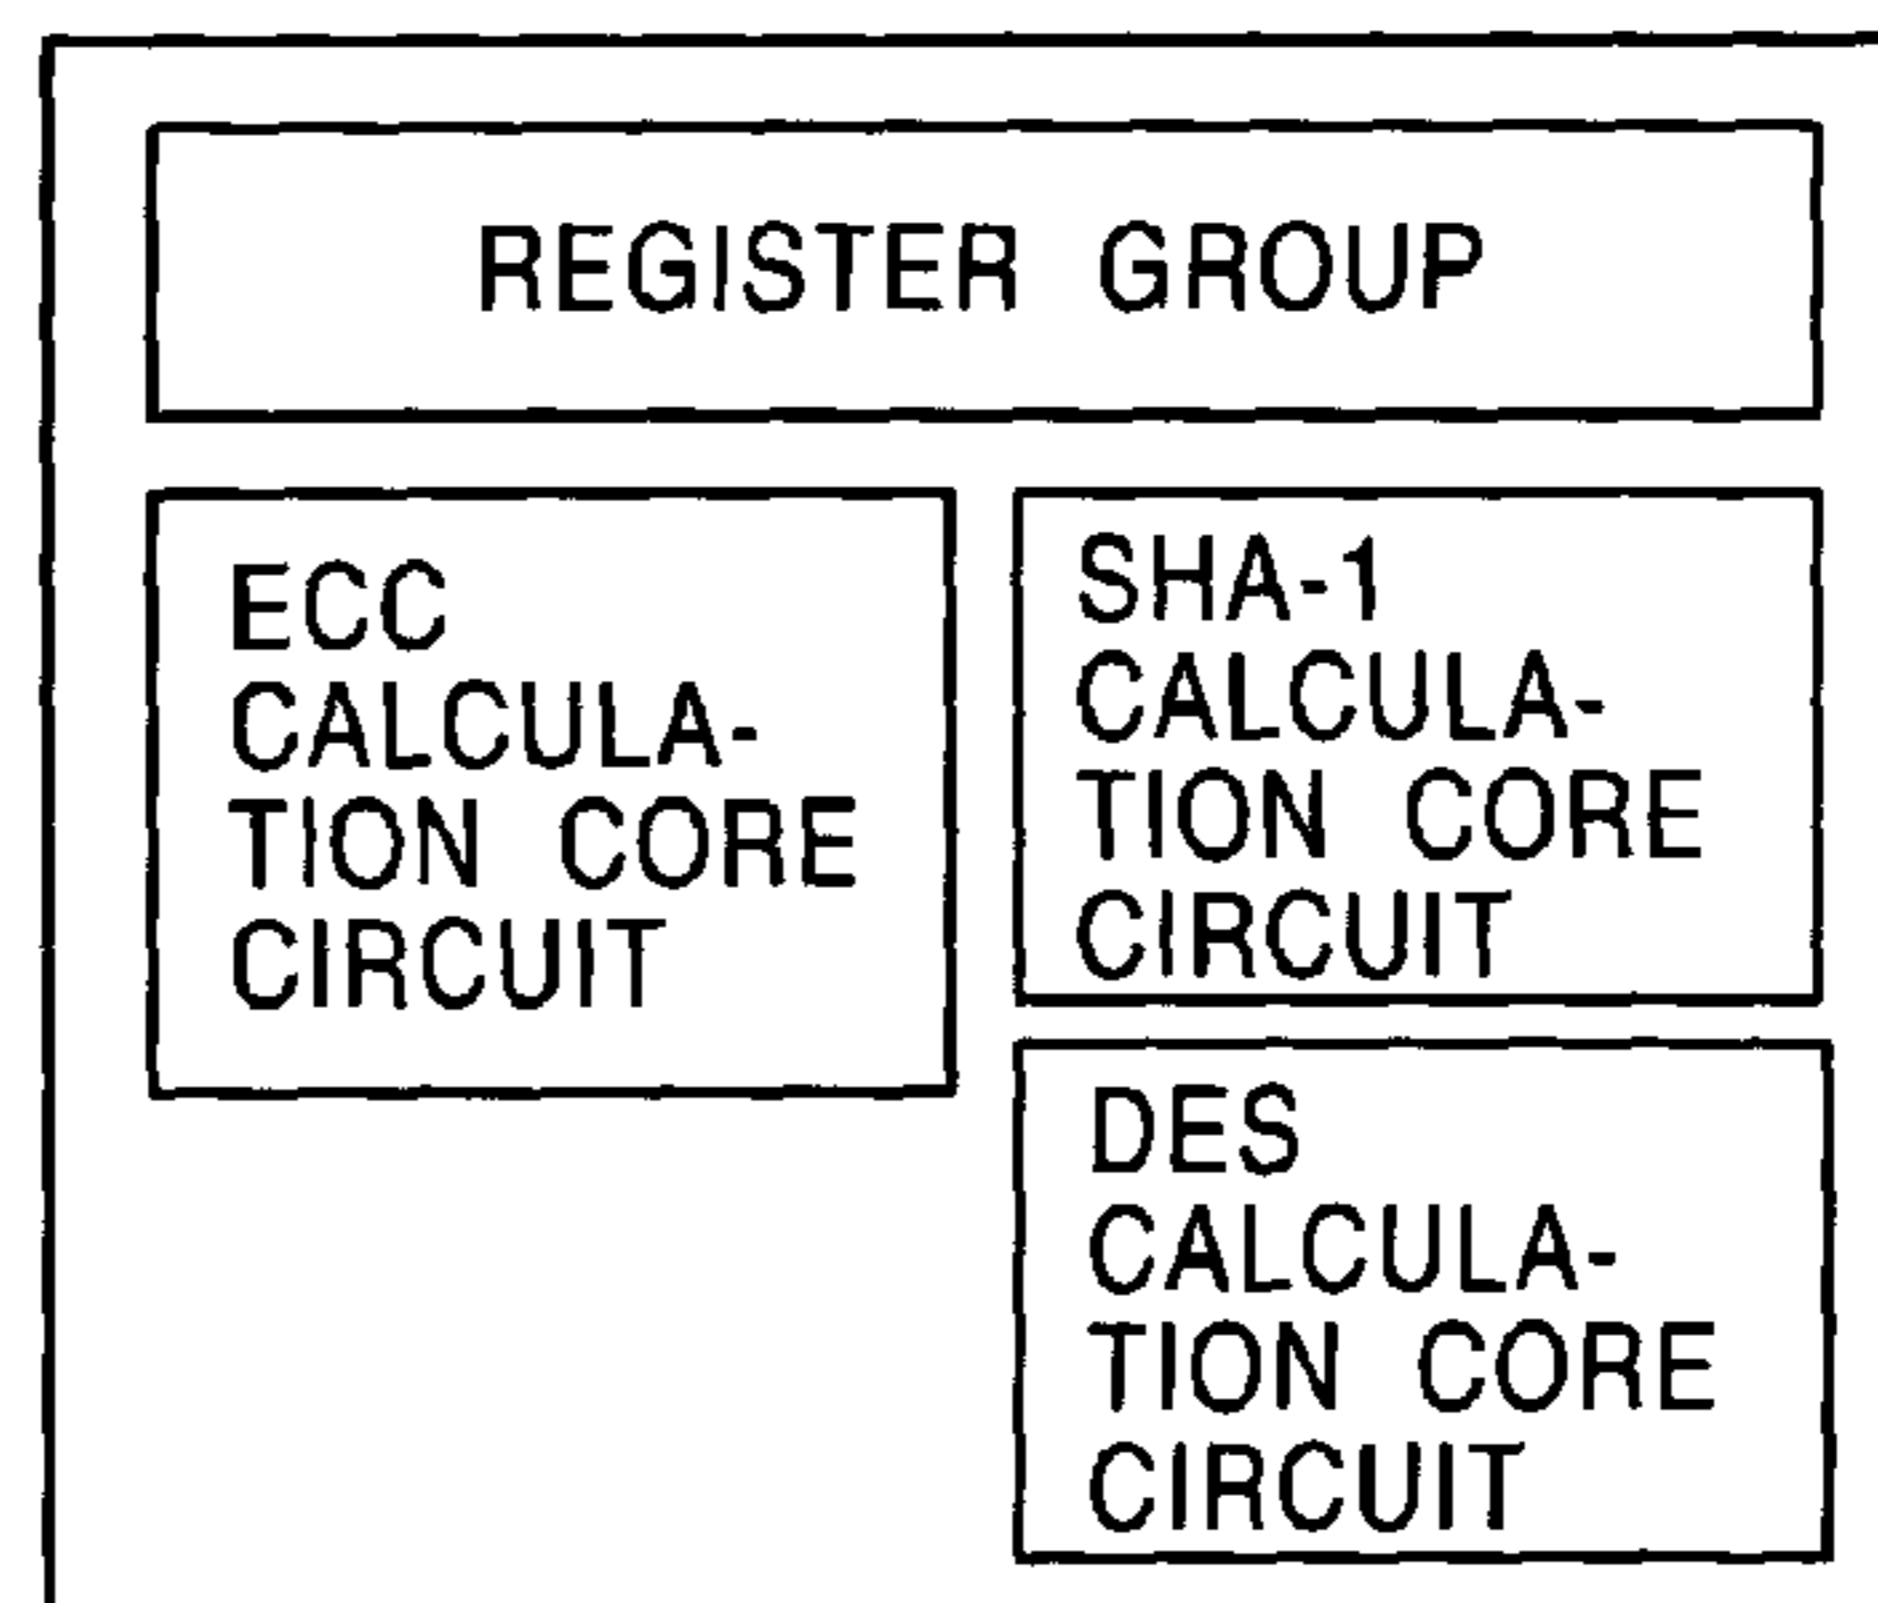 REGISTER GROUP
ECC
CALCULA-
TION CORE
CIRCUIT
SHA-1
CALCULA-
TION CORE
CIRCUIT
DES
CALCULA-
TION CORE
CIRCUIT